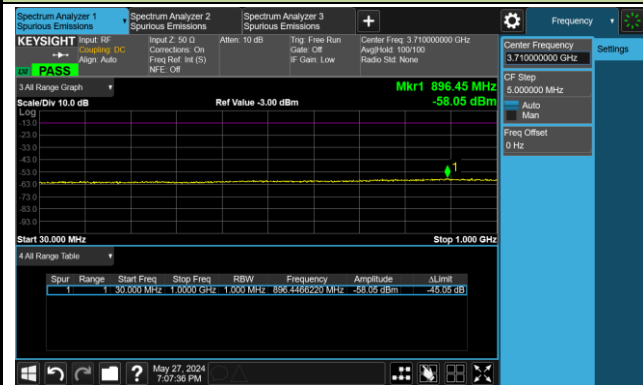 Spectrum Analyzer 1
Spurious Emissions
Spectrum Analyzer 2
Spurious Emissions
Spectrum Analyzer 3
Spurious Emissions
Frequency
KEYSIGHT
Input: RF
Coupling: DC
Align: Auto
Input Z: 50 Ω
Corrections: On
Freq Ref: Int (S)
NFE: Off
Atten: 10 dB
Trig: Free Run
Gate: Off
IF Gain: Low
Center Freq: 3.710000000 GHz
Avg|Hold: 100/100
Radio Std: None
PASS
Center Frequency
3.710000000 GHz
Settings
CF Step
5.000000 MHz
Auto
Man
Freq Offset
0 Hz
3 All Range Graph
Mkr1 896.45 MHz
Scale/Div 10.0 dB
Ref Value -3.00 dBm
-58.05 dBm
Log
-13.0
-23.0
-33.0
-43.0
-53.0
-63.0
-73.0
-83.0
-93.0
1
Start 30.000 MHz
Stop 1.000 GHz
4 All Range Table
Spur Range Start Freq Stop Freq RBW Frequency Amplitude ΔLimit
1 1 30.000 MHz 1.0000 GHz 1.000 MHz 896.4466220 MHz -58.05 dBm -45.05 dB
May 27, 2024
7:07:36 PM